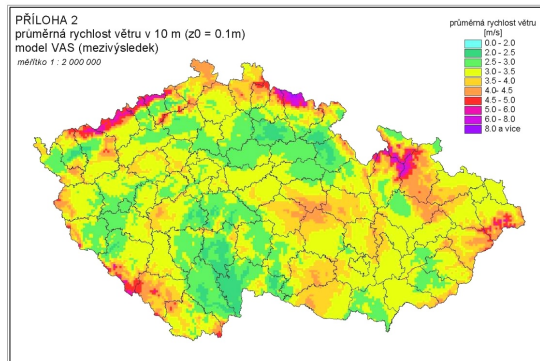 PŘÍLOHA 2
průměrná rychlost větru v 10 m (z0 = 0.1m)
model VAS (mezivýsledek)
měřítko 1 : 2 000 000
průměrná rychlost větru
[m/s]
0.0 - 2.0
2.0 - 2.5
2.5 - 3.0
3.0 - 3.5
3.5 - 4.0
4.0- 4.5
4.5 - 5.0
5.0 - 6.0
6.0 - 8.0
8.0 a více